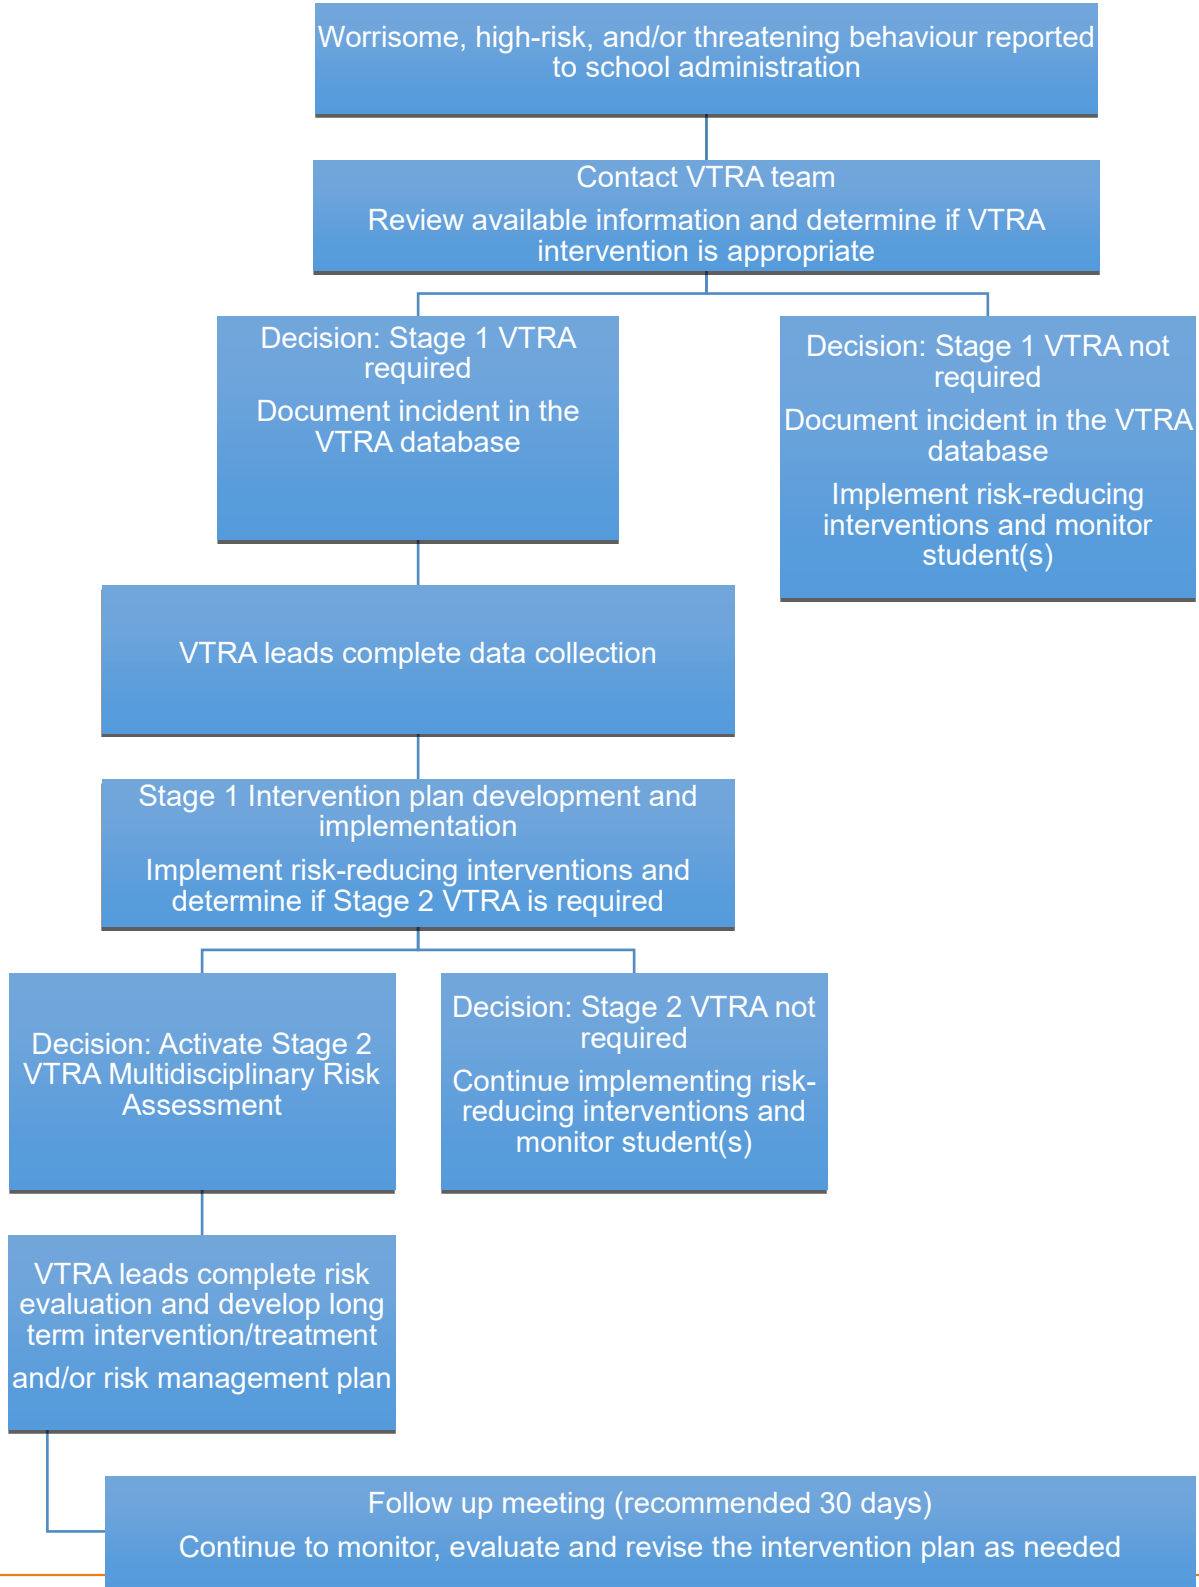 Worrisome, high-risk, and/or threatening behaviour reported
to school administration
Contact VTRA team
Review available information and determine if VTRA
intervention is appropriate
Decision: Stage 1 VTRA
required
Document incident in the
VTRA database
Decision: Stage 1 VTRA not
required
Document incident in the VTRA
database
Implement risk-reducing
interventions and monitor
student(s)
VTRA leads complete data collection
Stage 1 Intervention plan development and
implementation
Implement risk-reducing interventions and
determine if Stage 2 VTRA is required
Decision: Activate Stage 2
VTRA Multidisciplinary Risk
Assessment
Decision: Stage 2 VTRA not
required
Continue implementing risk-
reducing interventions and
monitor student(s)
VTRA leads complete risk
evaluation and develop long
term intervention/treatment
and/or risk management plan
Follow up meeting (recommended 30 days)
Continue to monitor, evaluate and revise the intervention plan as needed